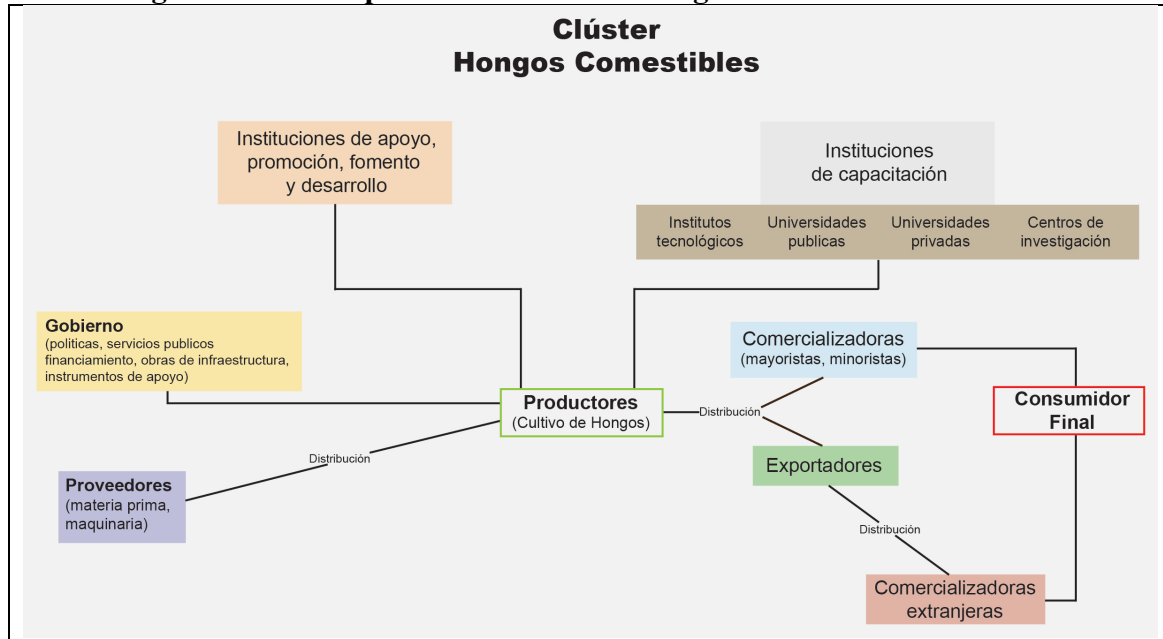 Clúster
Hongos Comestibles
Instituciones de apoyo,
promoción, fomento
y desarrollo
Instituciones
de capacitación
Institutos
tecnológicos
Universidades
publicas
Universidades
privadas
Centros de
investigación
Gobierno
(politicas, servicios publicos
financiamiento, obras de infraestructura,
instrumentos de apoyo)
Comercializadoras
(mayoristas, minoristas)
Productores
(Cultivo de Hongos)
Distribución
Consumidor
Final
Distribución
Exportadores
Proveedores
(materia prima,
maquinaria)
Distribución
Comercializadoras
extranjeras